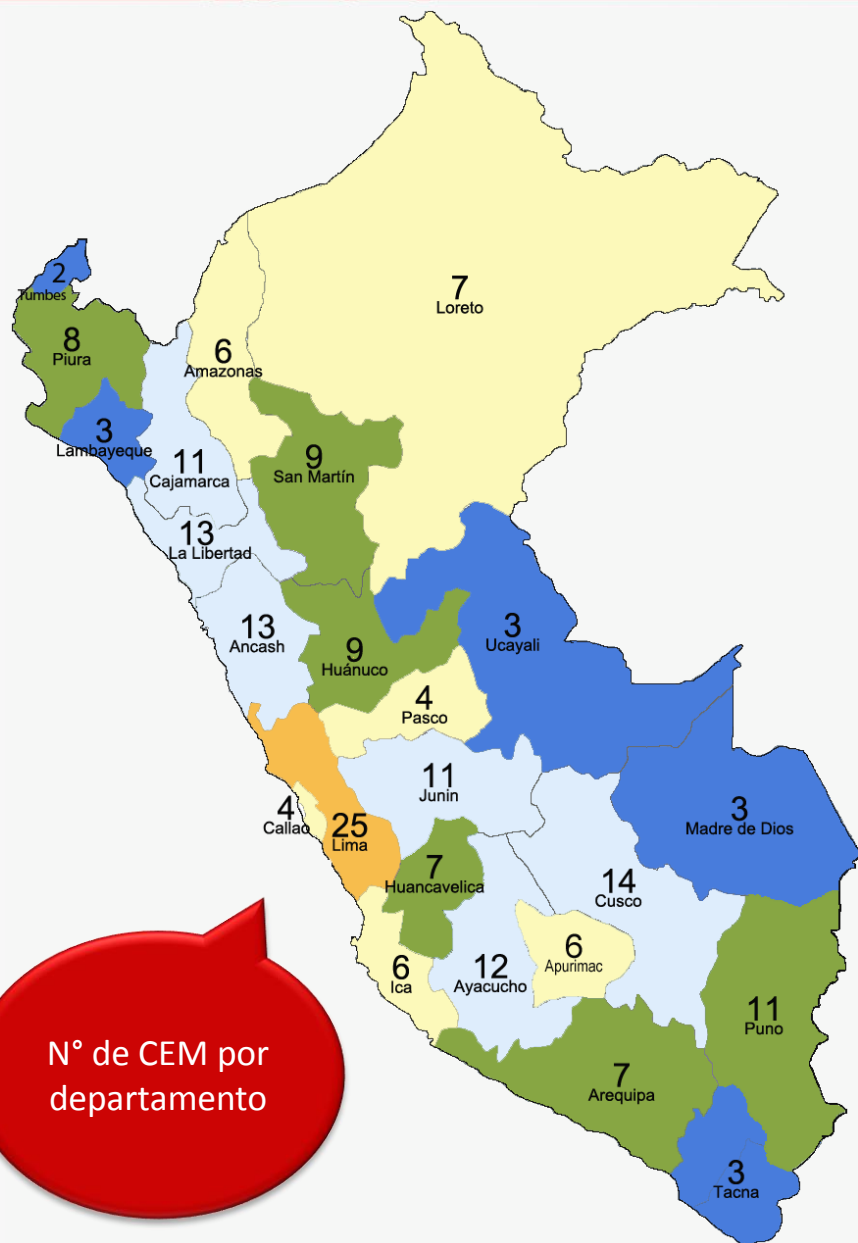 2
Tumbes
8
Piura
3
Lambayeque
6
Amazonas
7
Loreto
11
Cajamarca
9
San Martín
13
La Libertad
13
Ancash
9
Huánuco
3
Ucayali
4
Pasco
11
Junin
4
Callao
25
Lima
3
Madre de Dios
7
Huancavelica
14
Cusco
6
Ica
12
Ayacucho
6
Apurimac
11
Puno
7
Arequipa
3
Tacna
N° de CEM por
departamento